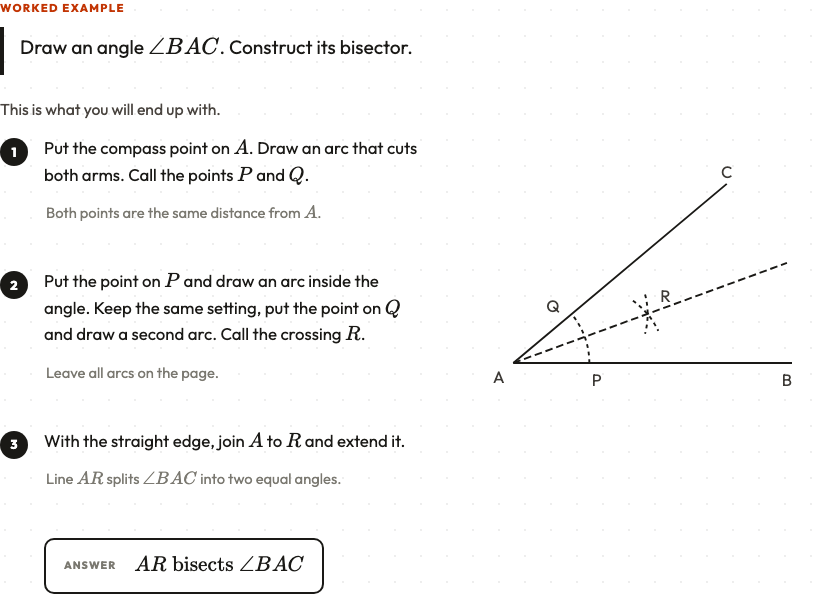 WORKED EXAMPLE
Draw an angle ∠BAC. Construct its bisector.
This is what you will end up with.
1
Put the compass point on A. Draw an arc that cuts
both arms. Call the points P and Q.
Both points are the same distance from A.
2
Put the point on P and draw an arc inside the
angle. Keep the same setting, put the point on Q
and draw a second arc. Call the crossing R.
Leave all arcs on the page.
3
With the straight edge, join A to R and extend it.
Line AR splits ∠BAC into two equal angles.
ANSWER AR bisects ∠BAC
C
Q
R
A
P
B